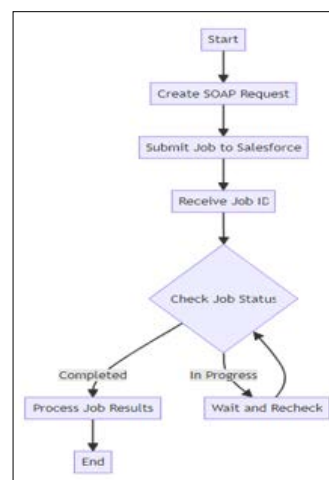 Start
Create SOAP Request
Submit Job to Salesforce
Receive Job ID
Check Job Status
Completed
In Progress
Process Job Results
Wait and Recheck
End